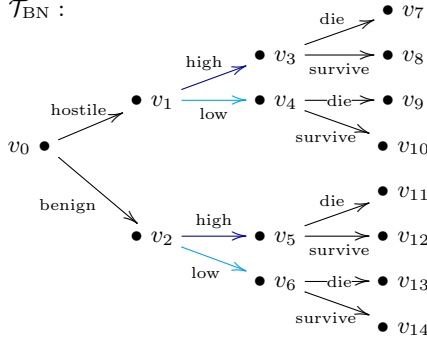 𝒯BN :
die v7
high v3
survive v8
hostile v1
low v4 die v9
survive
v0 v10
die v11
benign
high v5
v2 survive v12
low
v6 die v13
survive
v14